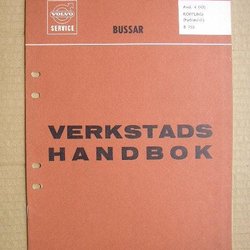 VOLVO
SERVICE
BUSSAR
VERKSTADS
HANDBOK